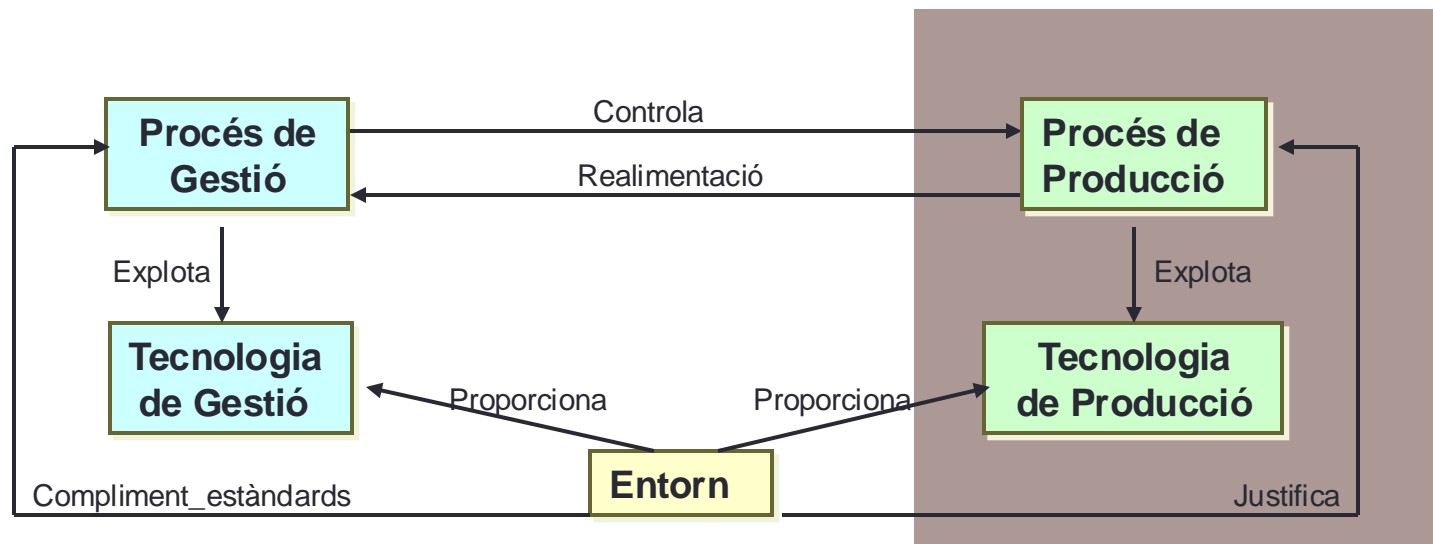 Controla
Procés de
Gestió
Procés de
Producció
Realimentació
Explota
Explota
Tecnologia
de Gestió
Tecnologia
de Producció
Proporciona
Proporciona
Entorn
Compliment_estàndards
Justifica